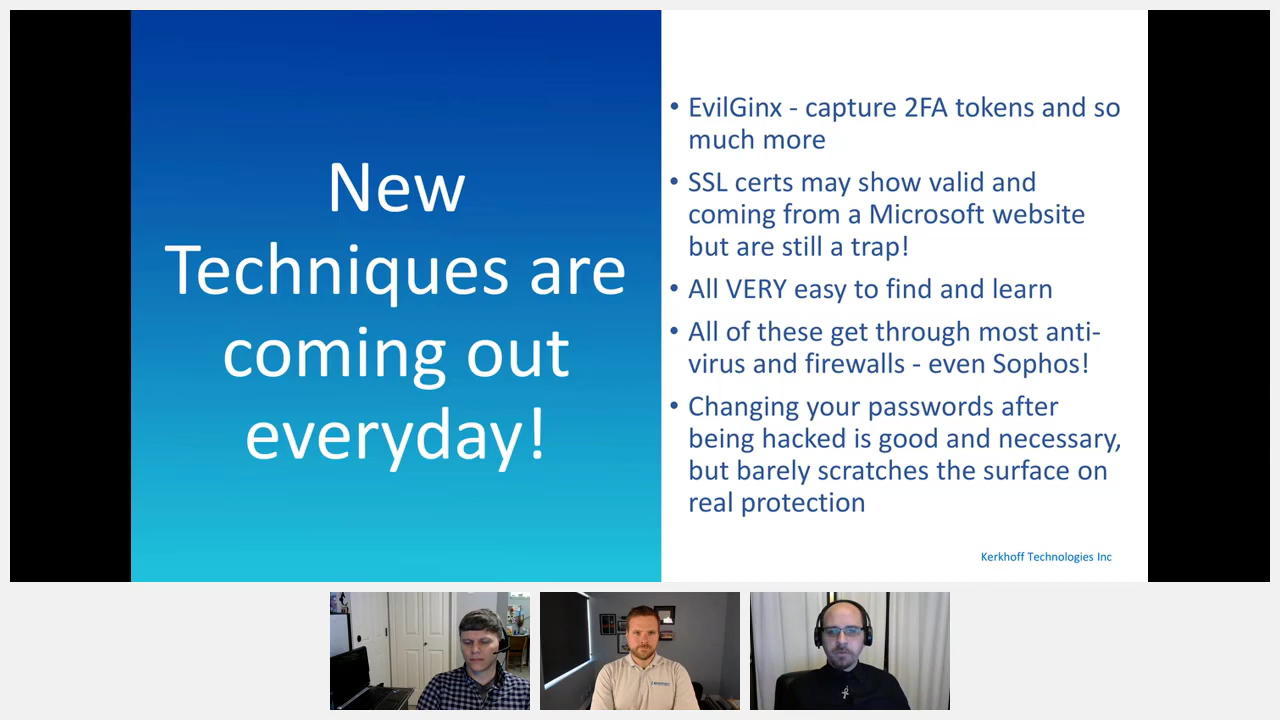 New
Techniques are
coming out
everyday!
• EvilGinx - capture 2FA tokens and so
much more
• SSL certs may show valid and
coming from a Microsoft website
but are still a trap!
• All VERY easy to find and learn
• All of these get through most anti-
virus and firewalls - even Sophos!
• Changing your passwords after
being hacked is good and necessary,
but barely scratches the surface on
real protection
Kerkhoff Technologies Inc